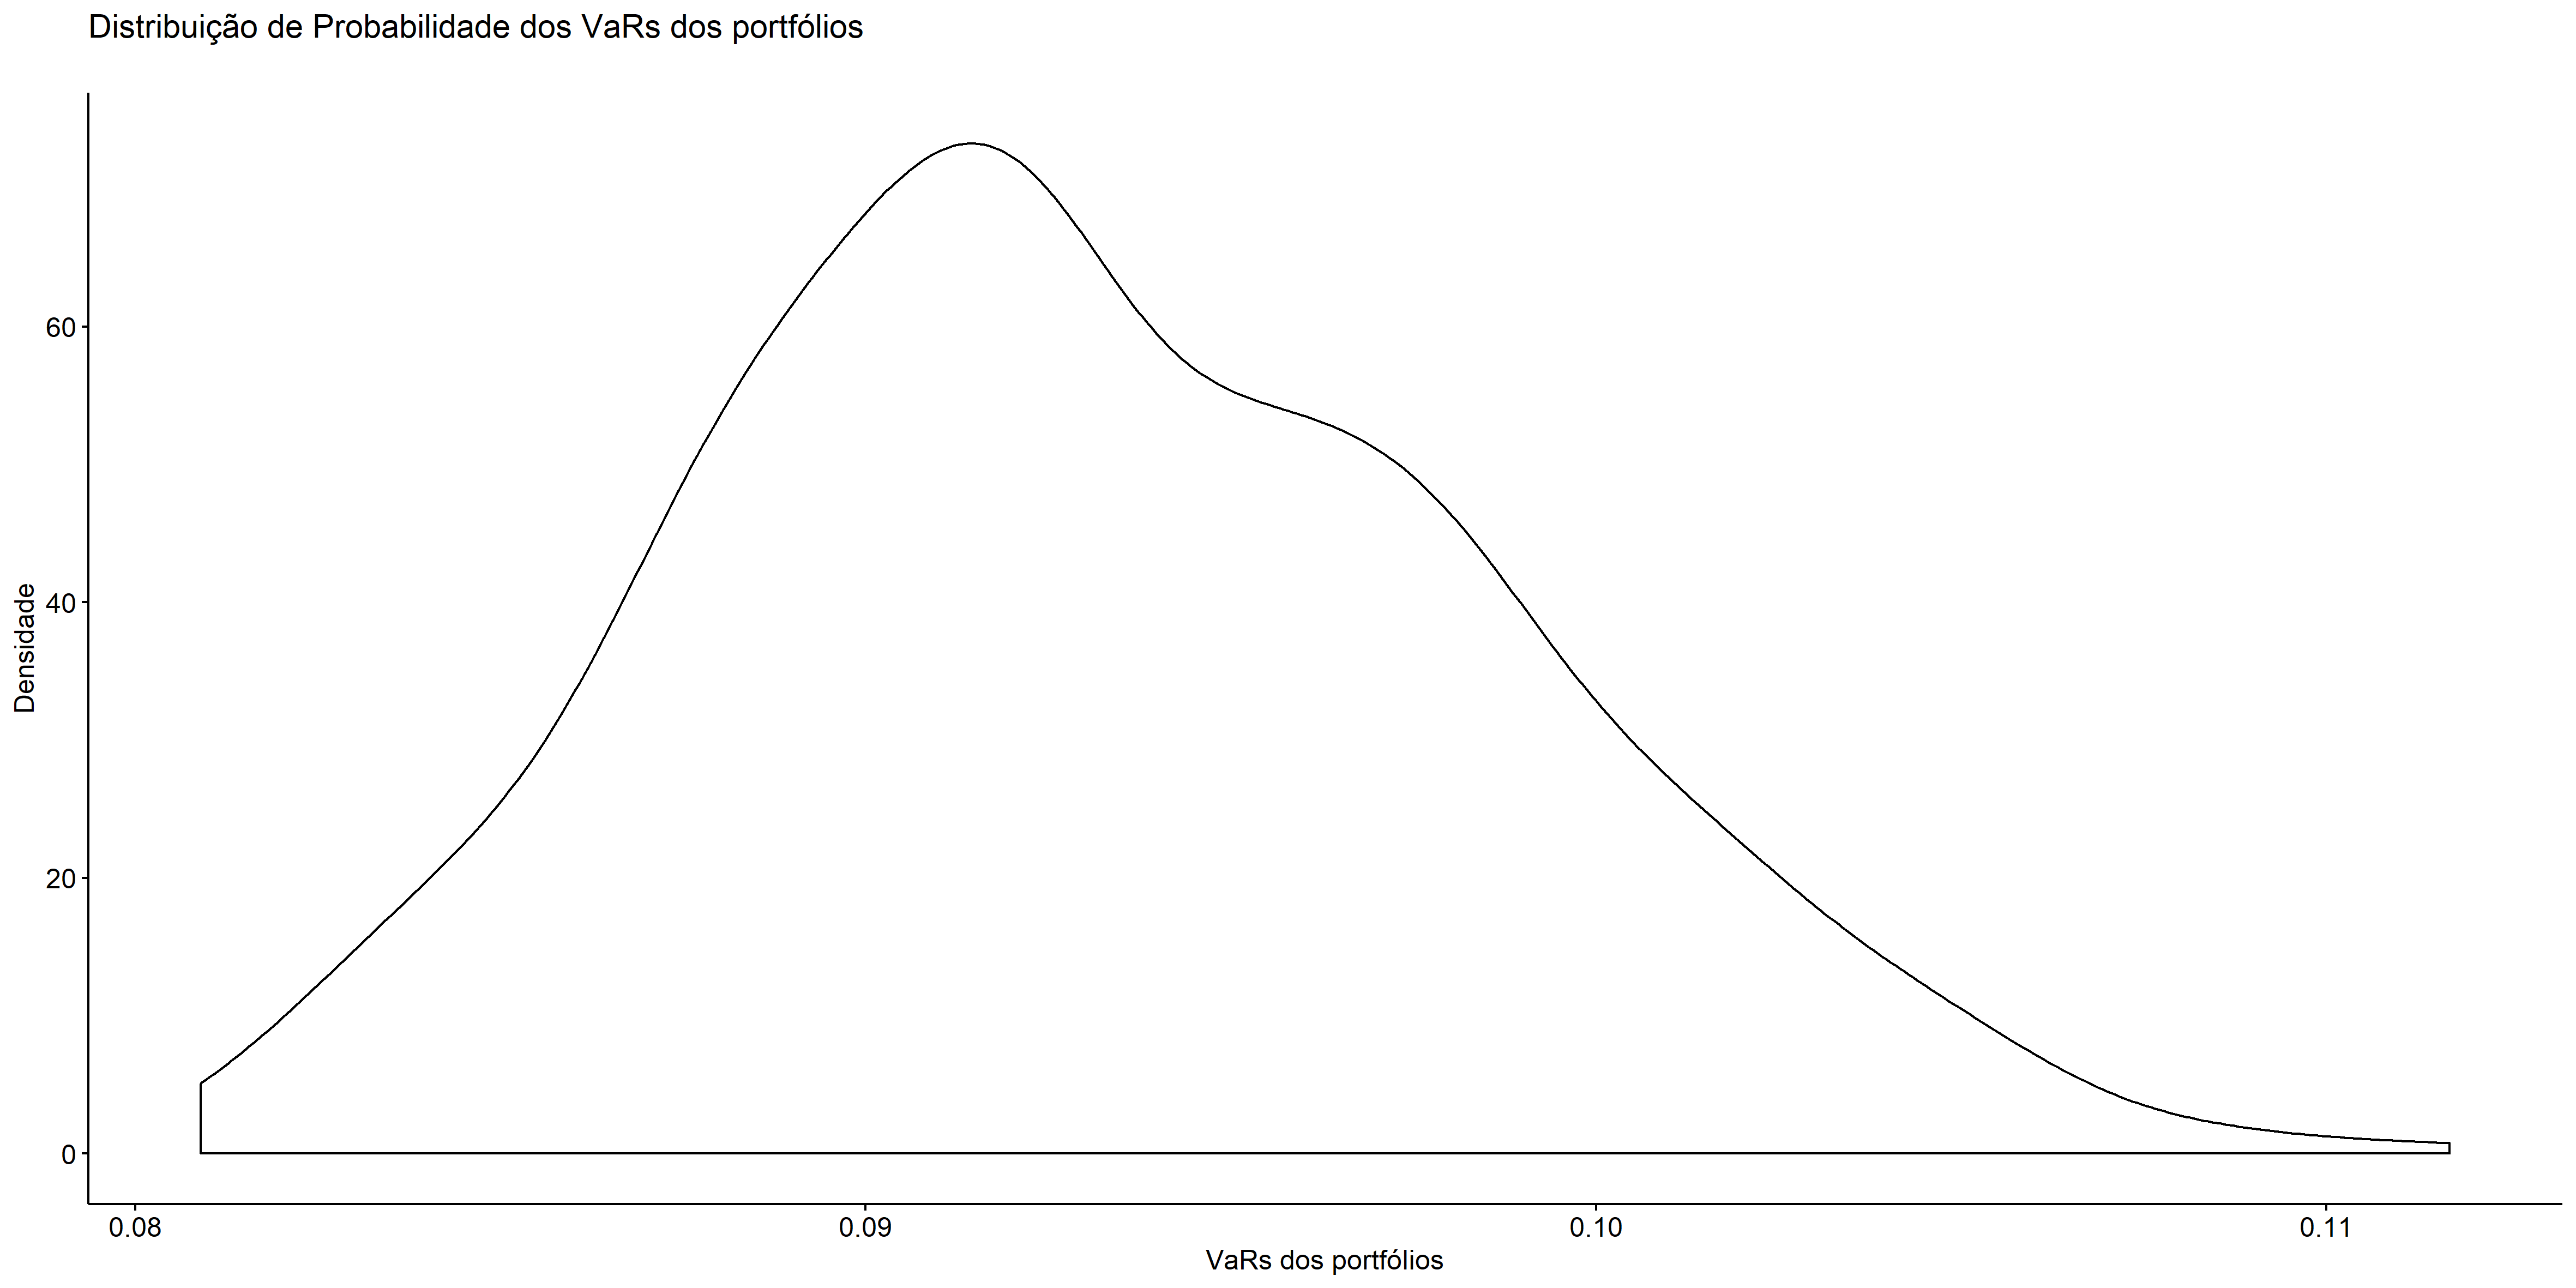 Distribuição de Probabilidade dos VaRs dos portfólios
Densidade
60
40
20
0
0.08
0.09
0.10
0.11
VaRs dos portfólios